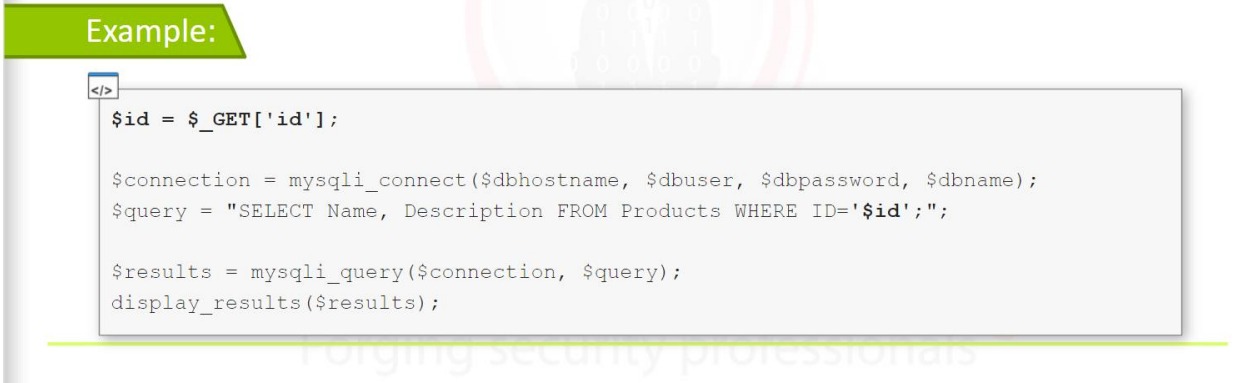 Example:
</>
$id = $_GET['id'];
$connection = mysqli_connect($dbhostname, $dbuser, $dbpassword, $dbname);
$query = "SELECT Name, Description FROM Products WHERE ID='$id';";
$results = mysqli_query($connection, $query);
display_results($results);
Forging security professionals